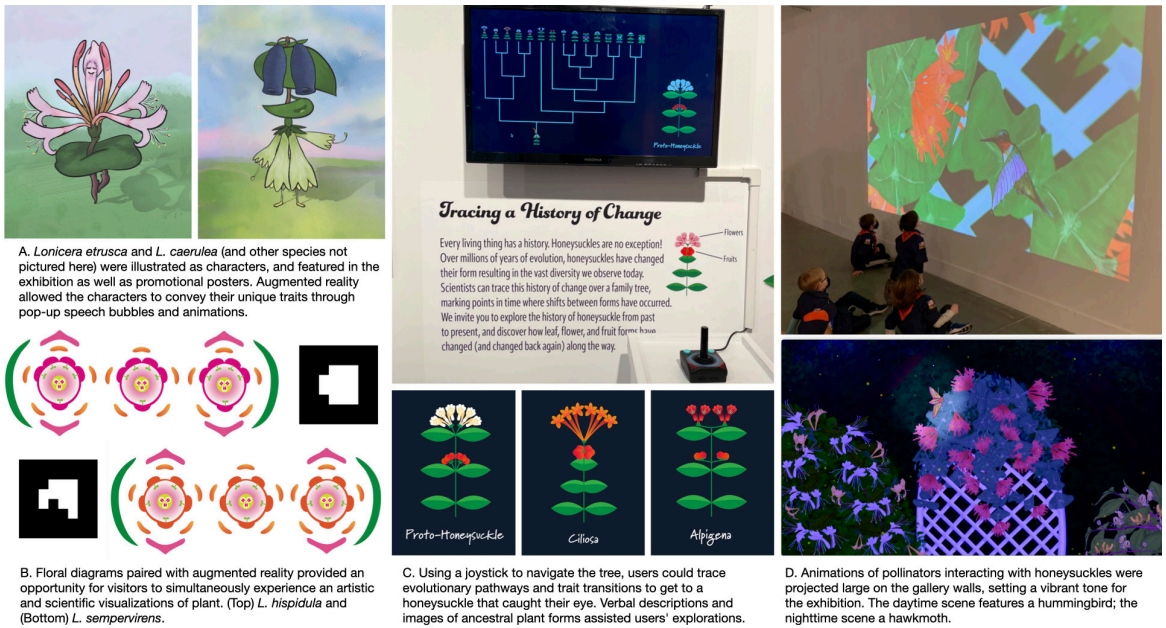 A. Lonicera etrusca and L. caerulea (and other species not
pictured here) were illustrated as characters, and featured in the
exhibition as well as promotional posters. Augmented reality
allowed the characters to convey their unique traits through
pop-up speech bubbles and animations.
B. Floral diagrams paired with augmented reality provided an
opportunity for visitors to simultaneously experience an artistic
and scientific visualizations of plant. (Top) L. hispidula and
(Bottom) L. sempervirens.
Proto-Honeysuckle
INSIGNIA
Tracing a History of Change
Every living thing has a history. Honeysuckles are no exception!
Over millions of years of evolution, honeysuckles have changed
their form resulting in the vast diversity we observe today.
Scientists can trace this history of change over a family tree,
marking points in time where shifts between forms have occurred.
We invite you to explore the history of honeysuckle from past
to present, and discover how leaf, flower, and fruit forms have
changed (and changed back again) along the way.
Flowers
Fruits
Proto-Honeysuckle
Ciliosa
Alpigena
C. Using a joystick to navigate the tree, users could trace
evolutionary pathways and trait transitions to get to a
honeysuckle that caught their eye. Verbal descriptions and
images of ancestral plant forms assisted users' explorations.
D. Animations of pollinators interacting with honeysuckles were
projected large on the gallery walls, setting a vibrant tone for
the exhibition. The daytime scene features a hummingbird; the
nighttime scene a hawkmoth.